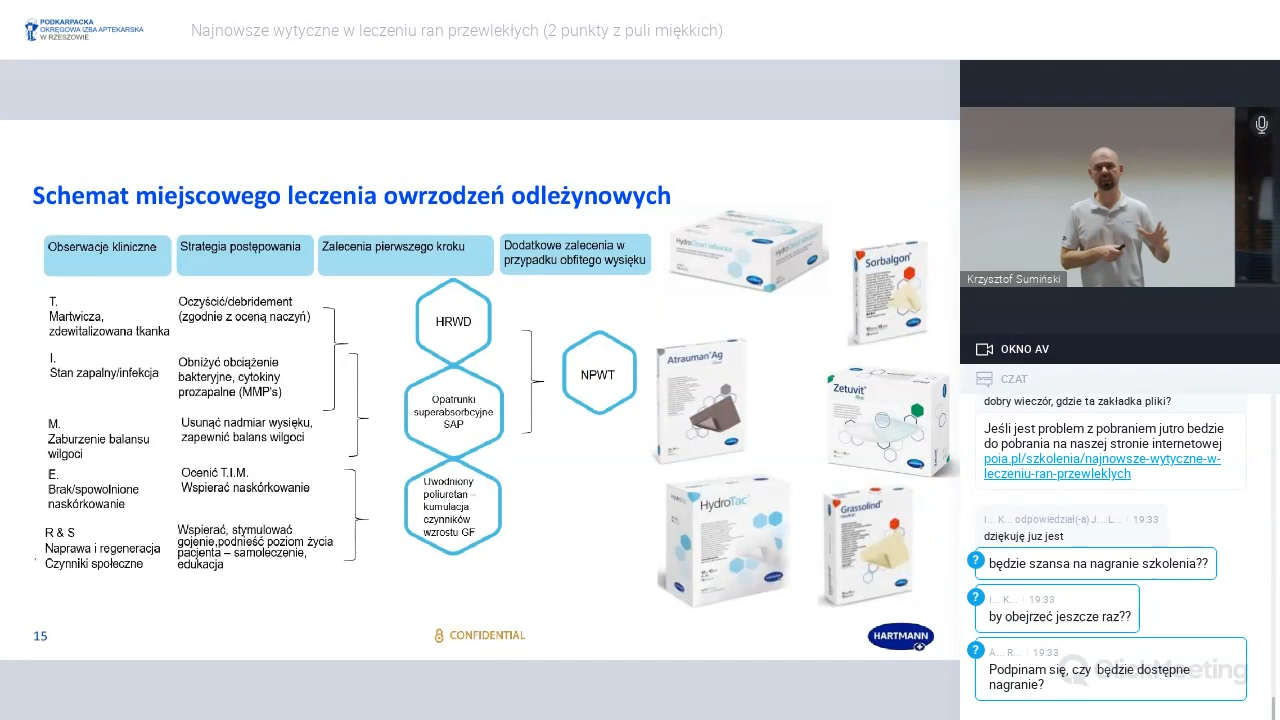 PODKARPACKA
OKRĘGOWA IZBA APTEKARSKA
W RZESZOWIE
Najnowsze wytyczne w leczeniu ran przewlekłych (2 punkty z puli miękkich)
Schemat miejscowego leczenia owrzodzeń odleżynowych
Obserwacje kliniczne
Strategia postępowania
Zalecenia pierwszego kroku
Dodatkowe zalecenia w
przypadku obfitego wysięku
T.
Martwicza,
zdewitalizowana tkanka
Oczyścić/debridement
(zgodnie z oceną naczyń)
I.
Stan zapalny/infekcja
Obniżyć obciążenie
bakteryjne, cytokiny
prozapalne (MMP's)
M.
Zaburzenie balansu
wilgoci
Usunąć nadmiar wysięku,
zapewnić balans wilgoci
E.
Brak/spowolnione
naskórkowanie
Ocenić T.I.M.
Wspierać naskórkowanie
R & S
Naprawa i regeneracja
Czynniki społeczne
Wspierać, stymulować
gojenie,podnieść poziom życia
pacjenta – samoleczenie,
edukacja
HRWD
Opatrunki
superabsorbcyjne
SAP
Uwodniony
poliuretan –
kumulacja
czynników
wzrostu GF
NPWT
HydroClean advance
Sorbalgon®
Atrauman® Ag
Zetuvit®
Plus
HydroTac®
Grassolind®
15
CONFIDENTIAL
HARTMANN
Krzysztof Sumiński
OKNO AV
CZAT
dobry wieczór, gdzie ta zakładka pliki?
Jeśli jest problem z pobraniem jutro bedzie
do pobrania na naszej stronie internetowej
poia.pl/szkolenia/najnowsze-wytyczne-w-
leczeniu-ran-przewleklych
I... K... odpowiedział(-a) J... L... 19:33
dziękuję juz jest
będzie szansa na nagranie szkolenia??
I... K... 19:33
by obejrzeć jeszcze raz??
A... R... 19:33
Podpinam się, czy będzie dostępne
nagranie?
ClickMeeting